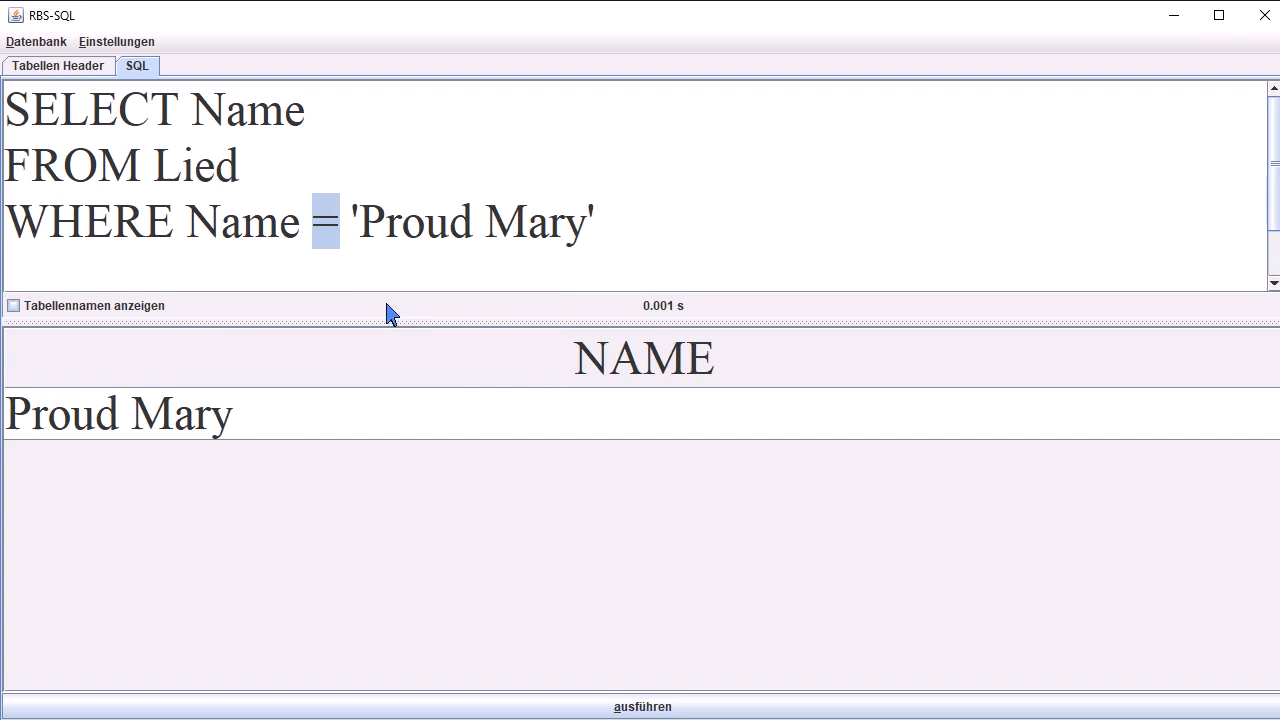 RBS-SQL
Datenbank Einstellungen
Tabellen Header SQL
SELECT Name
FROM Lied
WHERE Name = 'Proud Mary'
Tabellennamen anzeigen 0.001 s
NAME
Proud Mary
ausführen